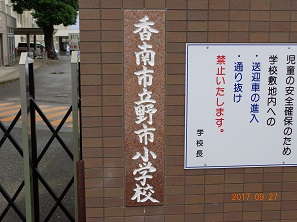 香南市立野市小学校
児童の安全確保のため
学校敷地内への
・送迎車の進入
・通り抜け
禁止いたします。
学校長
2017 09 27